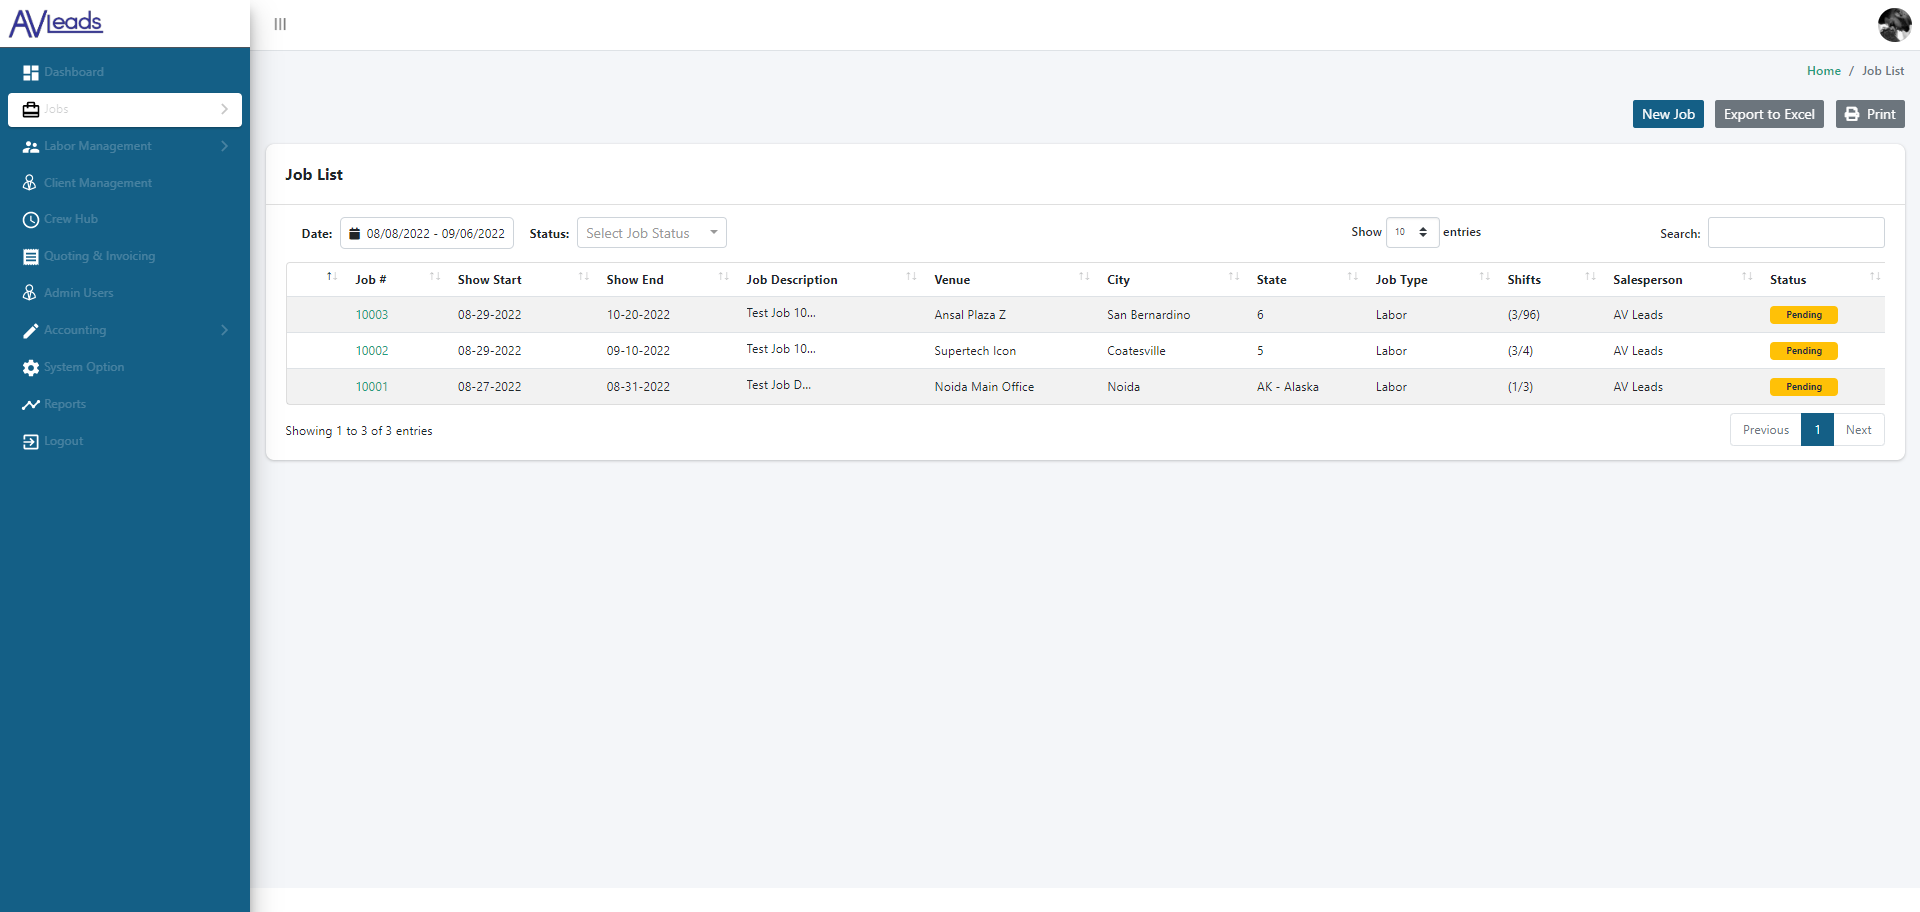 AVLeads
Home / Job List
Dashboard
Jobs
Labor Management
Client Management
Crew Hub
Quoting & Invoicing
Admin Users
Accounting
System Option
Reports
Logout
New Job Export to Excel Print
Job List
Date: 08/08/2022 - 09/06/2022 Status: Select Job Status Show 10 entries Search:
Job # Show Start Show End Job Description Venue City State Job Type Shifts Salesperson Status
10003 08-29-2022 10-20-2022 Test Job 10... Ansal Plaza Z San Bernardino 6 Labor (3/96) AV Leads Pending
10002 08-29-2022 09-10-2022 Test Job 10... Supertech Icon Coatesville 5 Labor (3/4) AV Leads Pending
10001 08-27-2022 08-31-2022 Test Job D... Noida Main Office Noida AK - Alaska Labor (1/3) AV Leads Pending
Showing 1 to 3 of 3 entries Previous 1 Next